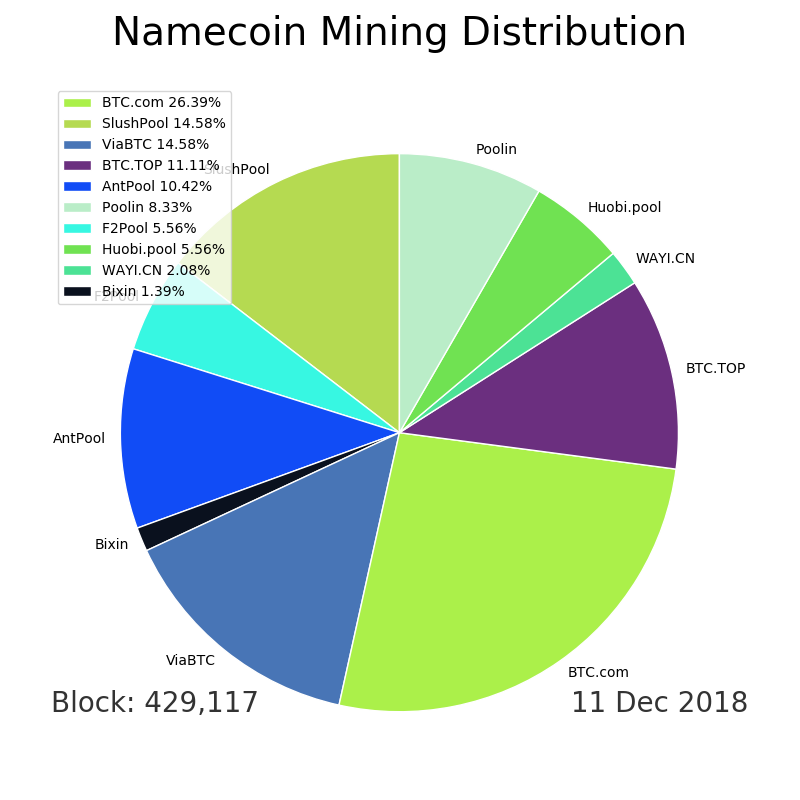 Namecoin Mining Distribution
BTC.com 26.39%
SlushPool 14.58%
ViaBTC 14.58%
BTC.TOP 11.11%
AntPool 10.42%
Poolin 8.33%
F2Pool 5.56%
Huobi.pool 5.56%
WAYI.CN 2.08%
Bixin 1.39%
Poolin
SlushPool
Huobi.pool
WAYI.CN
F2Pool
BTC.TOP
AntPool
Bixin
ViaBTC
BTC.com
Block: 429,117
11 Dec 2018